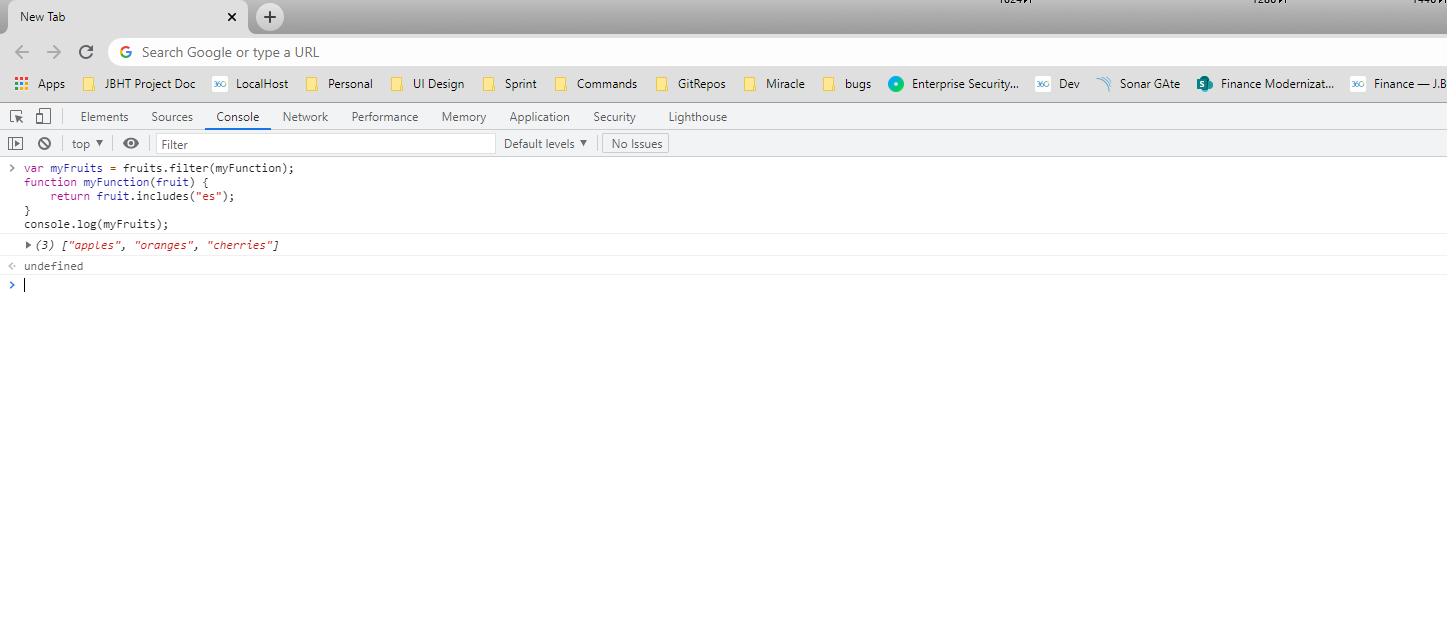 New Tab
Search Google or type a URL
Apps JBHT Project Doc 360 LocalHost Personal UI Design Sprint Commands GitRepos Miracle bugs Enterprise Security... 360 Dev Sonar GAte S Finance Modernizat... 360 Finance — J.B
Elements Sources Console Network Performance Memory Application Security Lighthouse
top Filter Default levels No Issues
var myFruits = fruits.filter(myFunction);
function myFunction(fruit) {
return fruit.includes("es");
}
console.log(myFruits);
(3) ["apples", "oranges", "cherries"]
undefined